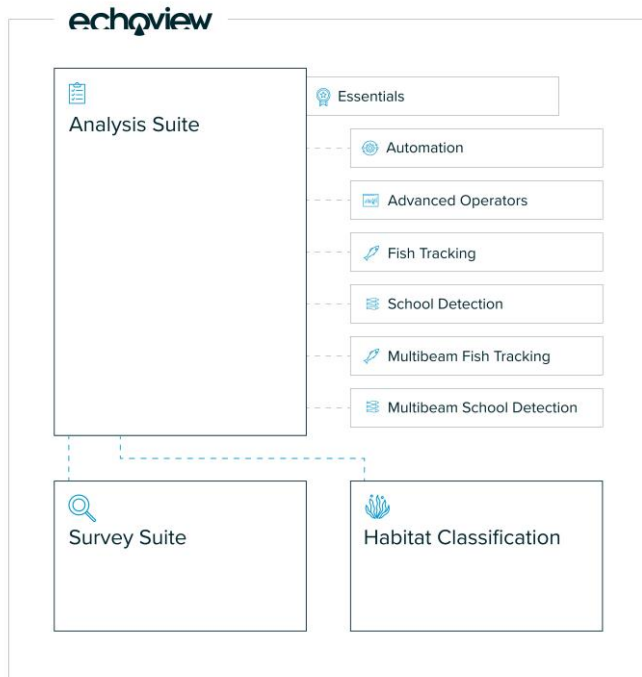 echoview
Analysis Suite
Essentials
Automation
Advanced Operators
Fish Tracking
School Detection
Multibeam Fish Tracking
Multibeam School Detection
Survey Suite
Habitat Classification